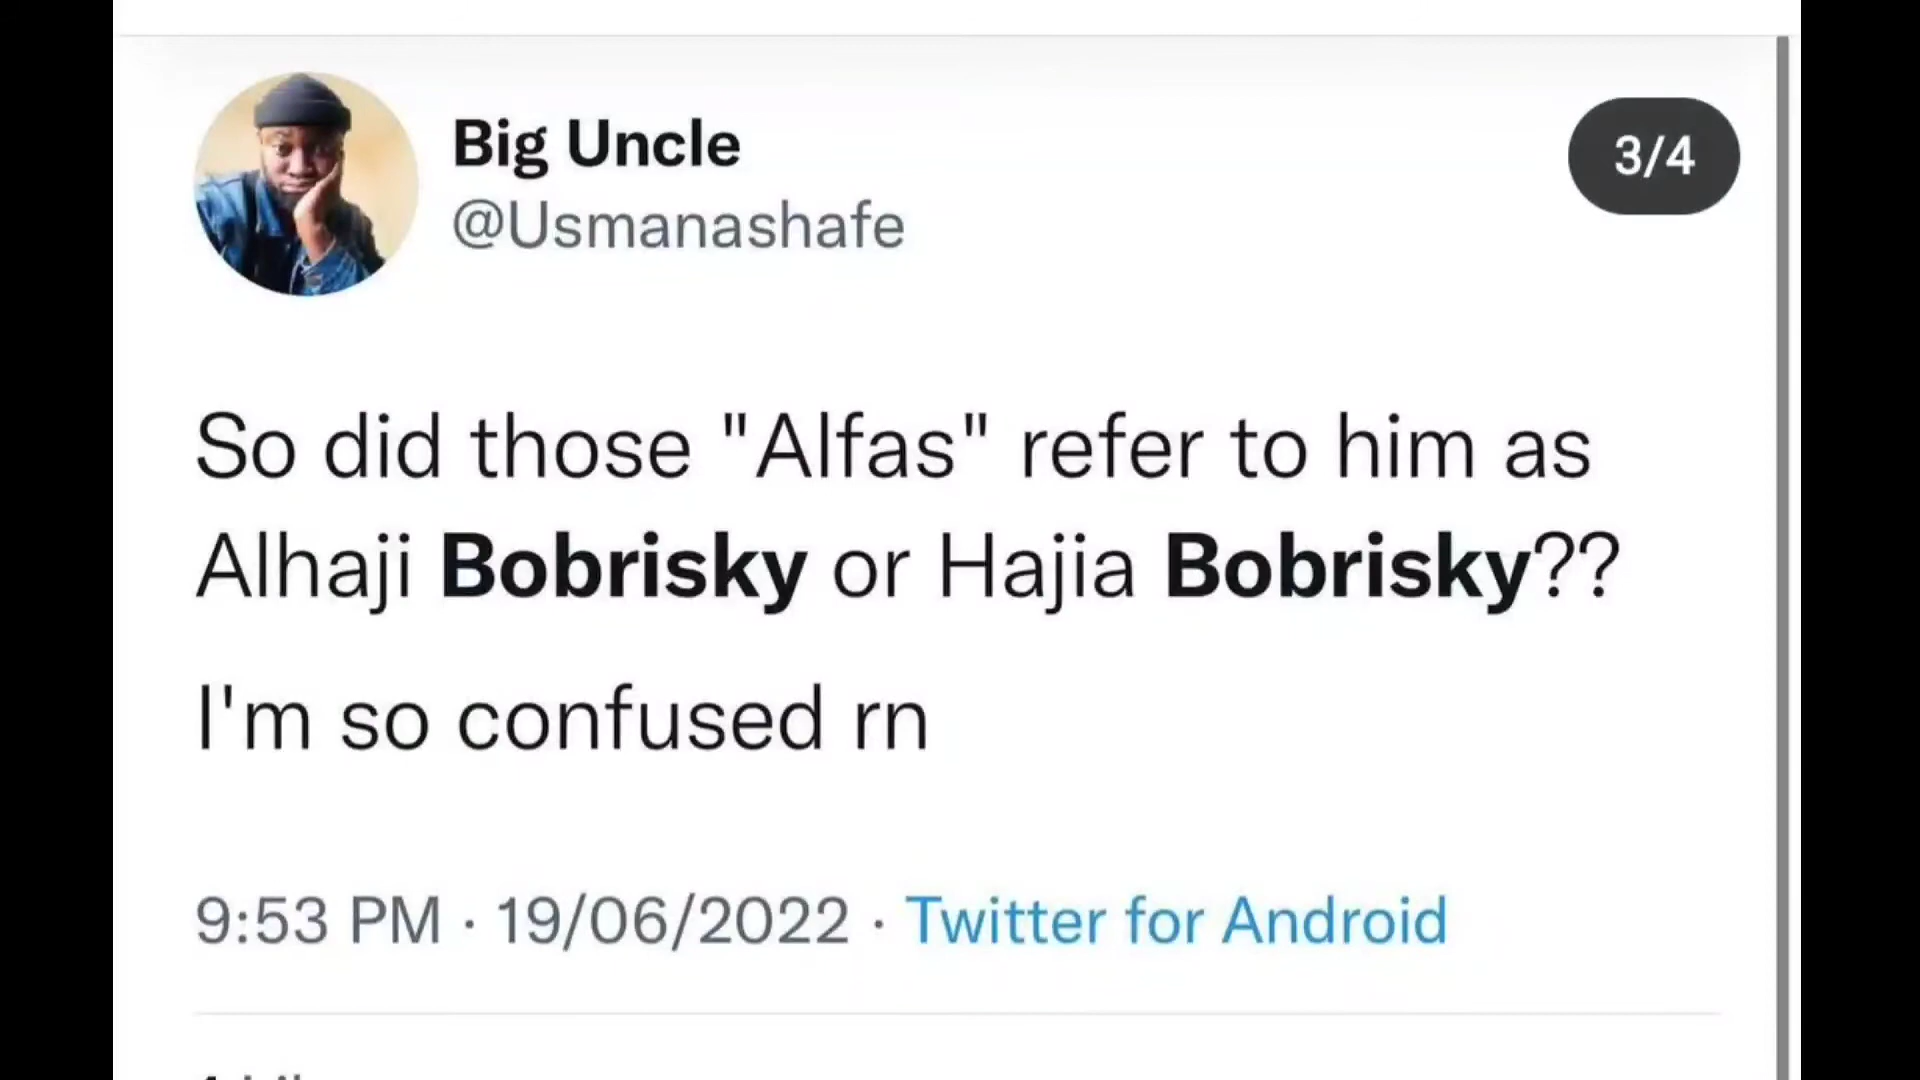 Big Uncle
@Usmanashafe
3/4
So did those "Alfas" refer to him as
Alhaji Bobrisky or Hajia Bobrisky??
I'm so confused rn
9:53 PM · 19/06/2022 · Twitter for Android